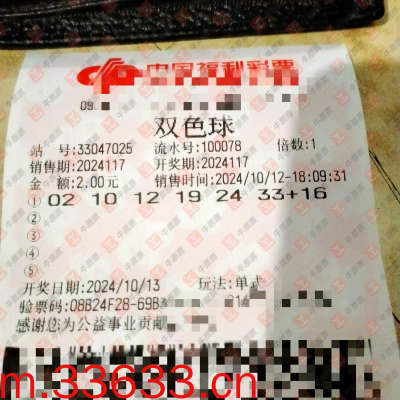 中国福利彩票
09
双色球
站 号:33047025 流水号:100078 倍数:1
销售期:2024117 开奖期:2024117
金 额:2.00元 销售时间:2024/10/12-18:09:31
① 02 10 12 19 24 33+16
②
③
④
⑤
开奖日期:2024/10/13 玩法:单式
验票码:08B24F28-69B
感谢您为公益事业贡献
m.33633.cn